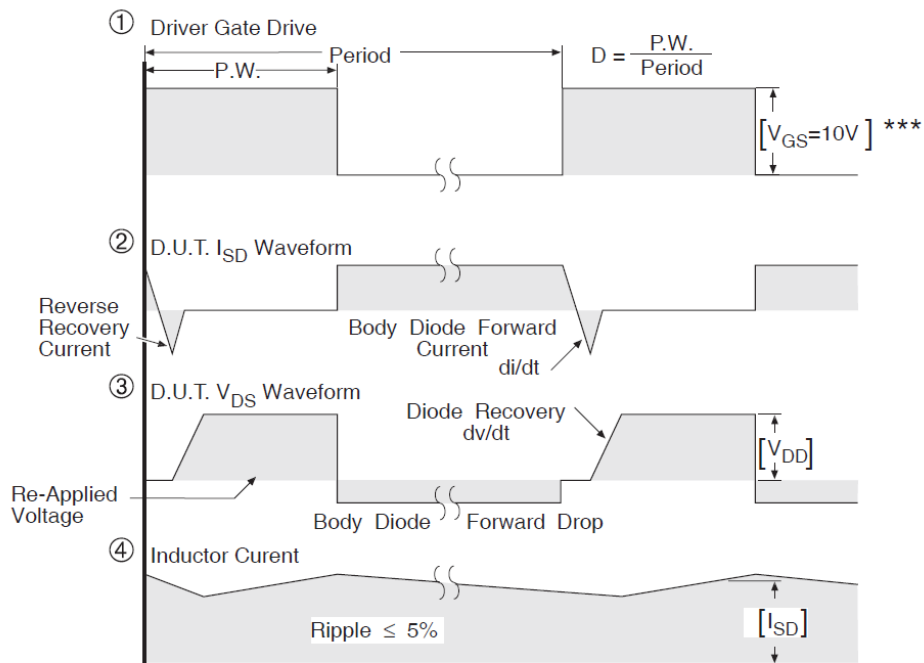 ① Driver Gate Drive
Period
P.W.
D = P.W. / Period
[VGS=10V] ***
② D.U.T. ISD Waveform
Reverse
Recovery
Current
Body Diode Forward
Current
di/dt
③ D.U.T. VDS Waveform
Diode Recovery
dv/dt
[VDD]
Re-Applied
Voltage
Body Diode Forward Drop
④ Inductor Curent
Ripple ≤ 5%
[ISD]